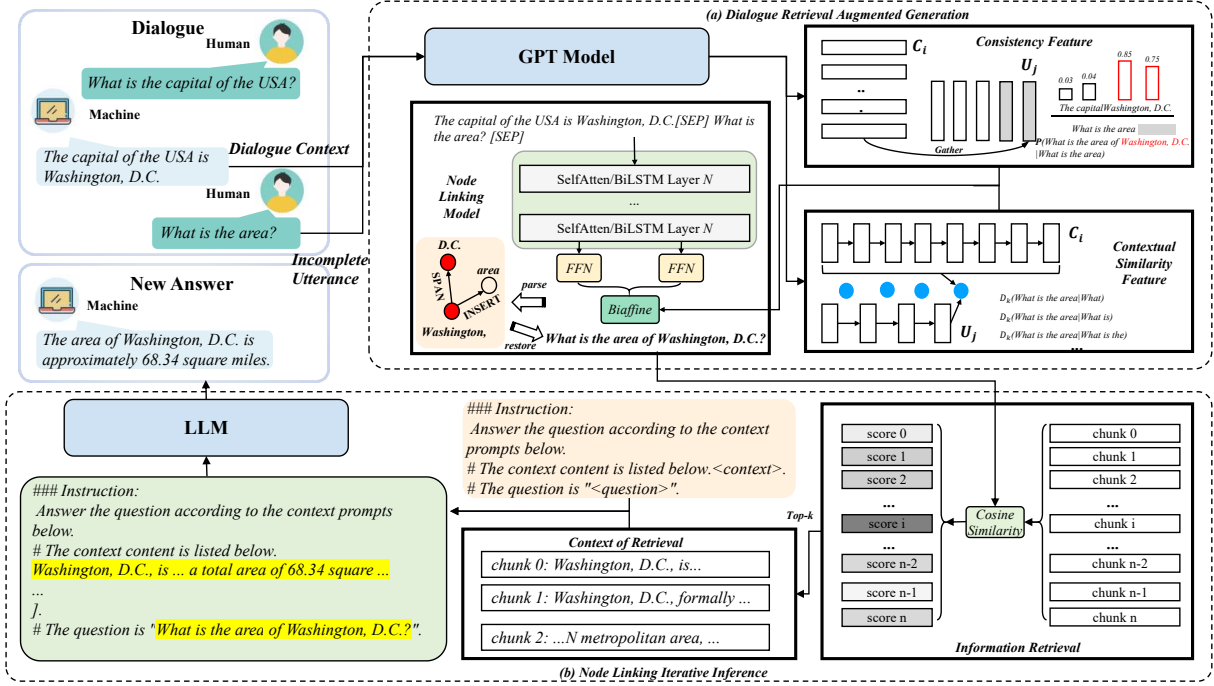 Dialogue
Human
What is the capital of the USA?
Machine
The capital of the USA is
Washington, D.C.
Human
What is the area?
Dialogue Context
Incomplete
Utterance
New Answer
Machine
The area of Washington, D.C. is
approximately 68.34 square miles.
(a) Dialogue Retrieval Augmented Generation
GPT Model
The capital of the USA is Washington, D.C.[SEP] What is
the area? [SEP]
Node
Linking
Model
SelfAtten/BiLSTM Layer N
...
SelfAtten/BiLSTM Layer N
FFN
FFN
Biaffine
D.C.
SPAN
area
INSERT
Washington,
parse
restore
What is the area of Washington, D.C.?
C_i
Consistency Feature
U_j
..
.
Gather
0.03
0.04
0.85
0.75
The capitalWashington, D.C.
What is the area
P(What is the area of Washington, D.C.
|What is the area)
C_i
Contextual
Similarity
Feature
U_j
D_k(What is the area|What)
D_k(What is the area|What is)
D_k(What is the area|What is the)
...
LLM
### Instruction:
Answer the question according to the context prompts
below.
# The context content is listed below.
Washington, D.C., is ... a total area of 68.34 square ...
...
].
# The question is "What is the area of Washington, D.C.?".
### Instruction:
Answer the question according to the context
prompts below.
# The context content is listed below.<context>.
# The question is "<question>".
Context of Retrieval
chunk 0: Washington, D.C., is...
chunk 1: Washington, D.C., formally ...
chunk 2: ...N metropolitan area, ...
Top-k
score 0
score 1
score 2
...
score i
...
score n-2
score n-1
score n
Cosine
Similarity
chunk 0
chunk 1
chunk 2
...
chunk i
...
chunk n-2
chunk n-1
chunk n
Information Retrieval
(b) Node Linking Iterative Inference